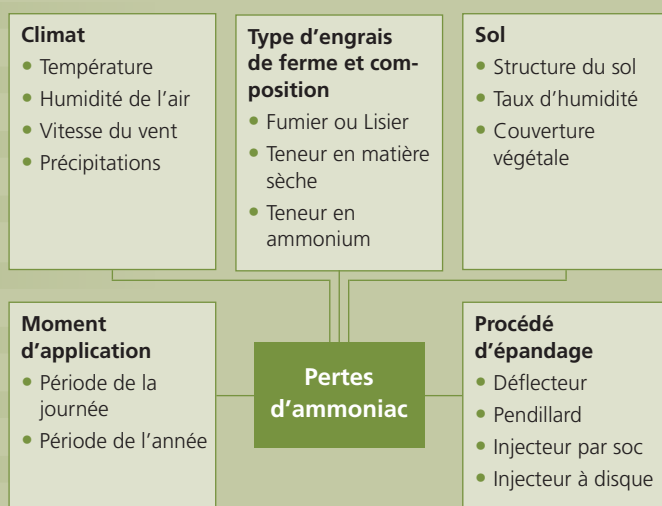 Climat
• Température
• Humidité de l'air
• Vitesse du vent
• Précipitations
Type d'engrais
de ferme et com-
position
• Fumier ou Lisier
• Teneur en matière
sèche
• Teneur en
ammonium
Sol
• Structure du sol
• Taux d'humidité
• Couverture
végétale
Moment
d'application
• Période de la
journée
• Période de l'année
Pertes
d'ammoniac
Procédé
d'épandage
• Déflecteur
• Pendillard
• Injecteur par soc
• Injecteur à disque